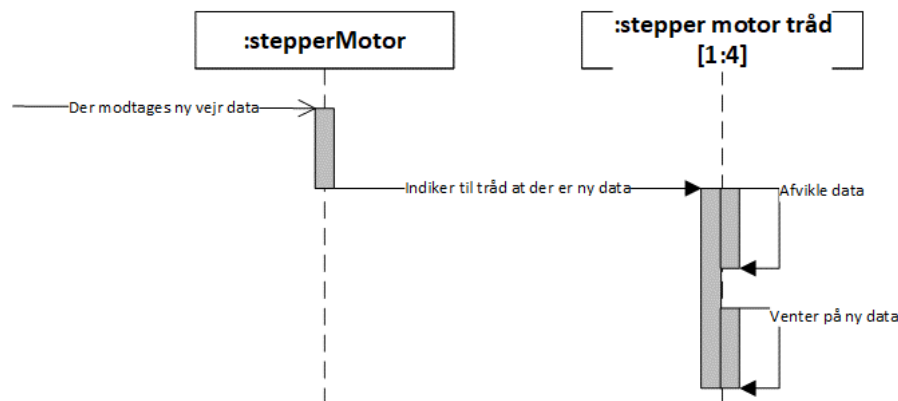 :stepperMotor
:stepper motor tråd
[1:4]
Der modtages ny vejr data
Indiker til tråd at der er ny data
Afvikle data
Venter på ny data